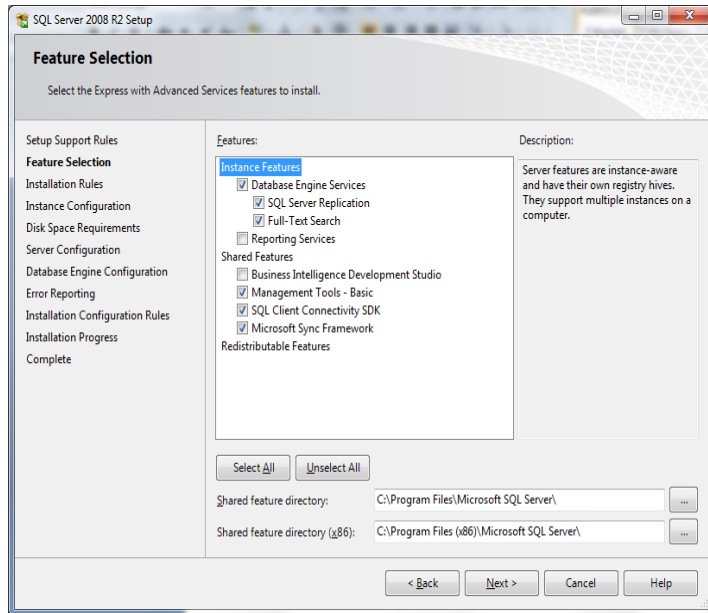 SQL Server 2008 R2 Setup
Feature Selection
Select the Express with Advanced Services features to install.
Setup Support Rules
Feature Selection
Installation Rules
Instance Configuration
Disk Space Requirements
Server Configuration
Database Engine Configuration
Error Reporting
Installation Configuration Rules
Installation Progress
Complete
Features:
Instance Features
Database Engine Services
SQL Server Replication
Full-Text Search
Reporting Services
Shared Features
Business Intelligence Development Studio
Management Tools - Basic
SQL Client Connectivity SDK
Microsoft Sync Framework
Redistributable Features
Description:
Server features are instance-aware
and have their own registry hives.
They support multiple instances on a
computer.
Select All
Unselect All
Shared feature directory:
C:\Program Files\Microsoft SQL Server\
...
Shared feature directory (x86):
C:\Program Files (x86)\Microsoft SQL Server\
...
< Back
Next >
Cancel
Help